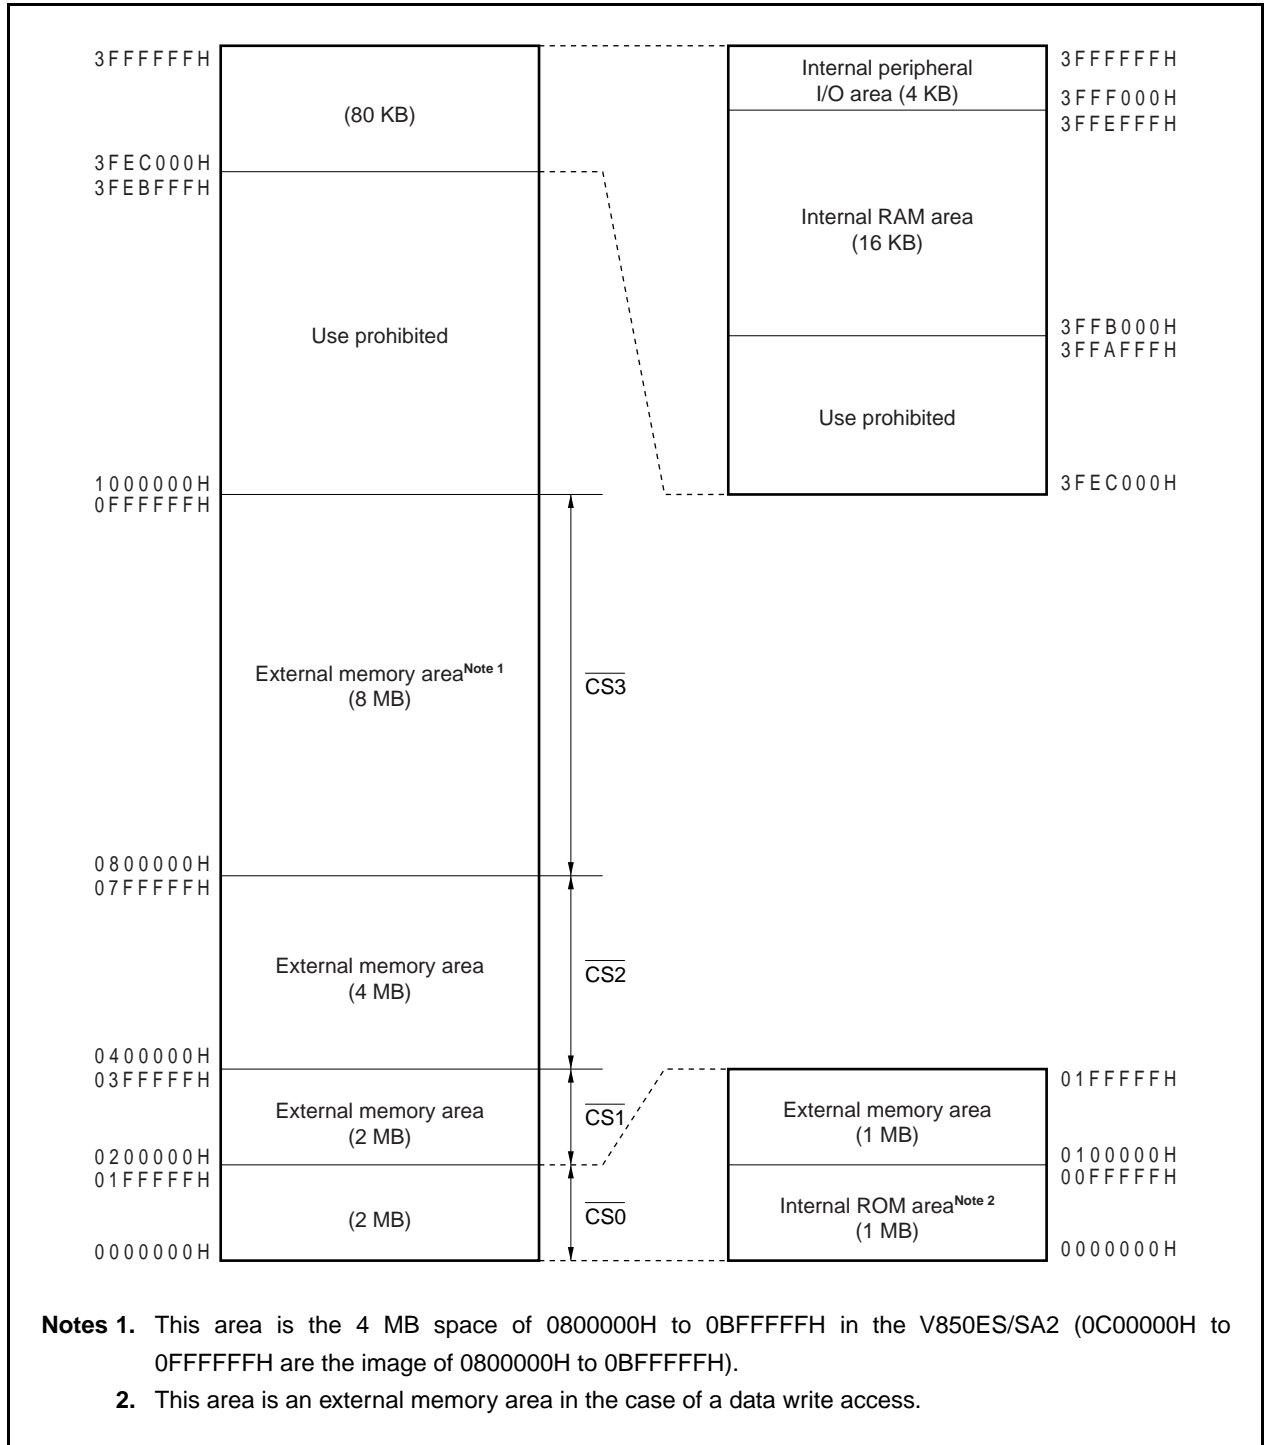 3FFFFFFH
(80 KB)
3FEC000H
3FEBFFFH
Use prohibited
1000000H
0FFFFFFH
External memory areaNote 1
(8 MB)
CS3
0800000H
07FFFFFH
External memory area
(4 MB)
CS2
0400000H
03FFFFFH
External memory area
(2 MB)
CS1
0200000H
01FFFFFH
(2 MB)
CS0
0000000H
Internal peripheral
I/O area (4 KB)
3FFFFFFH
3FFF000H
3FFEFFFH
Internal RAM area
(16 KB)
3FFB000H
3FFAFFFH
Use prohibited
3FEC000H
01FFFFFH
External memory area
(1 MB)
0100000H
00FFFFFH
Internal ROM areaNote 2
(1 MB)
0000000H
Notes 1. This area is the 4 MB space of 0800000H to 0BFFFFFH in the V850ES/SA2 (0C00000H to
0FFFFFFH are the image of 0800000H to 0BFFFFFH).
2. This area is an external memory area in the case of a data write access.